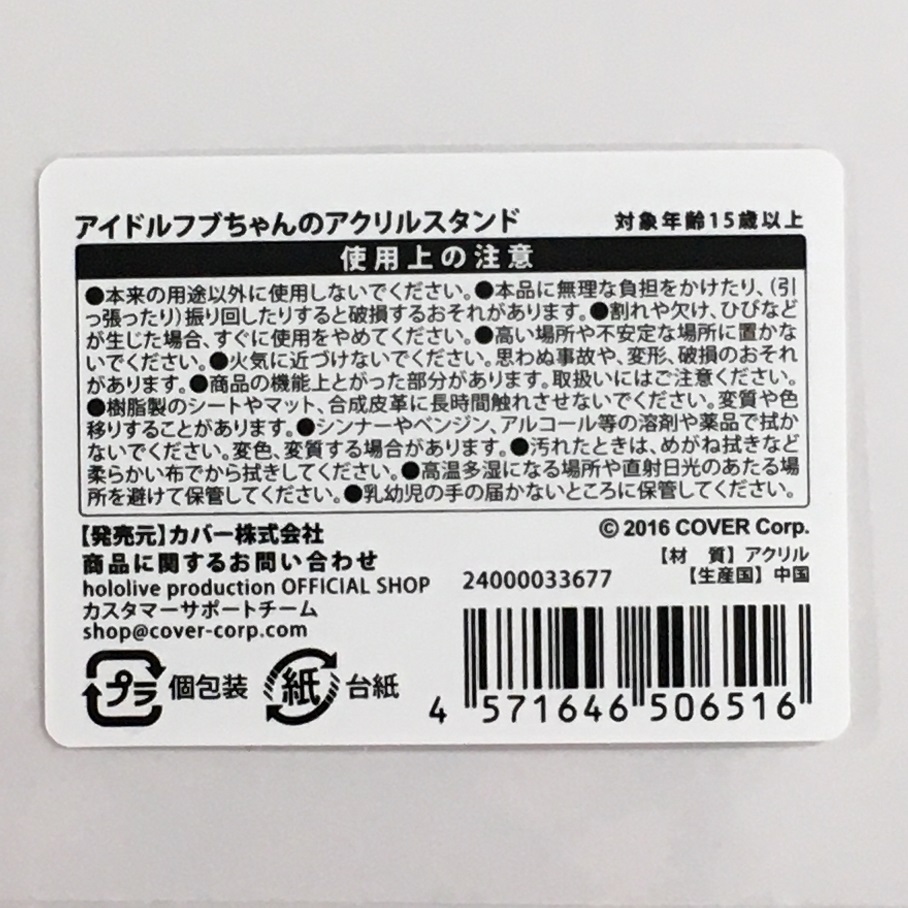 アイドルフブちゃんのアクリルスタンド
対象年齢15歳以上
使用上の注意
●本来の用途以外に使用しないでください。●本品に無理な負担をかけたり、(引
っ張ったり)振り回したりすると破損するおそれがあります。●割れや欠け、ひびなど
が生じた場合、すぐに使用をやめてください。●高い場所や不安定な場所に置かな
いでください。●火気に近づけないでください。思わぬ事故や、変形、破損のおそれ
があります。●商品の機能上とがった部分があります。取扱いにはご注意ください。
●樹脂製のシートやマット、合成皮革に長時間触れさせないでください。変質や色
移りすることがあります。●シンナーやベンジン、アルコール等の溶剤や薬品で拭か
ないでください。変色、変質する場合があります。●汚れたときは、めがね拭きなど
柔らかい布でから拭きしてください。●高温多湿になる場所や直射日光のあたる場
所を避けて保管してください。●乳幼児の手の届かないところに保管してください。
【発売元】カバー株式会社
商品に関するお問い合わせ
hololive production OFFICIAL SHOP
カスタマーサポートチーム
shop@cover-corp.com
© 2016 COVER Corp.
【材 質】アクリル
【生産国】中国
24000033677
プラ 個包装
紙 台紙
4 571646 506516